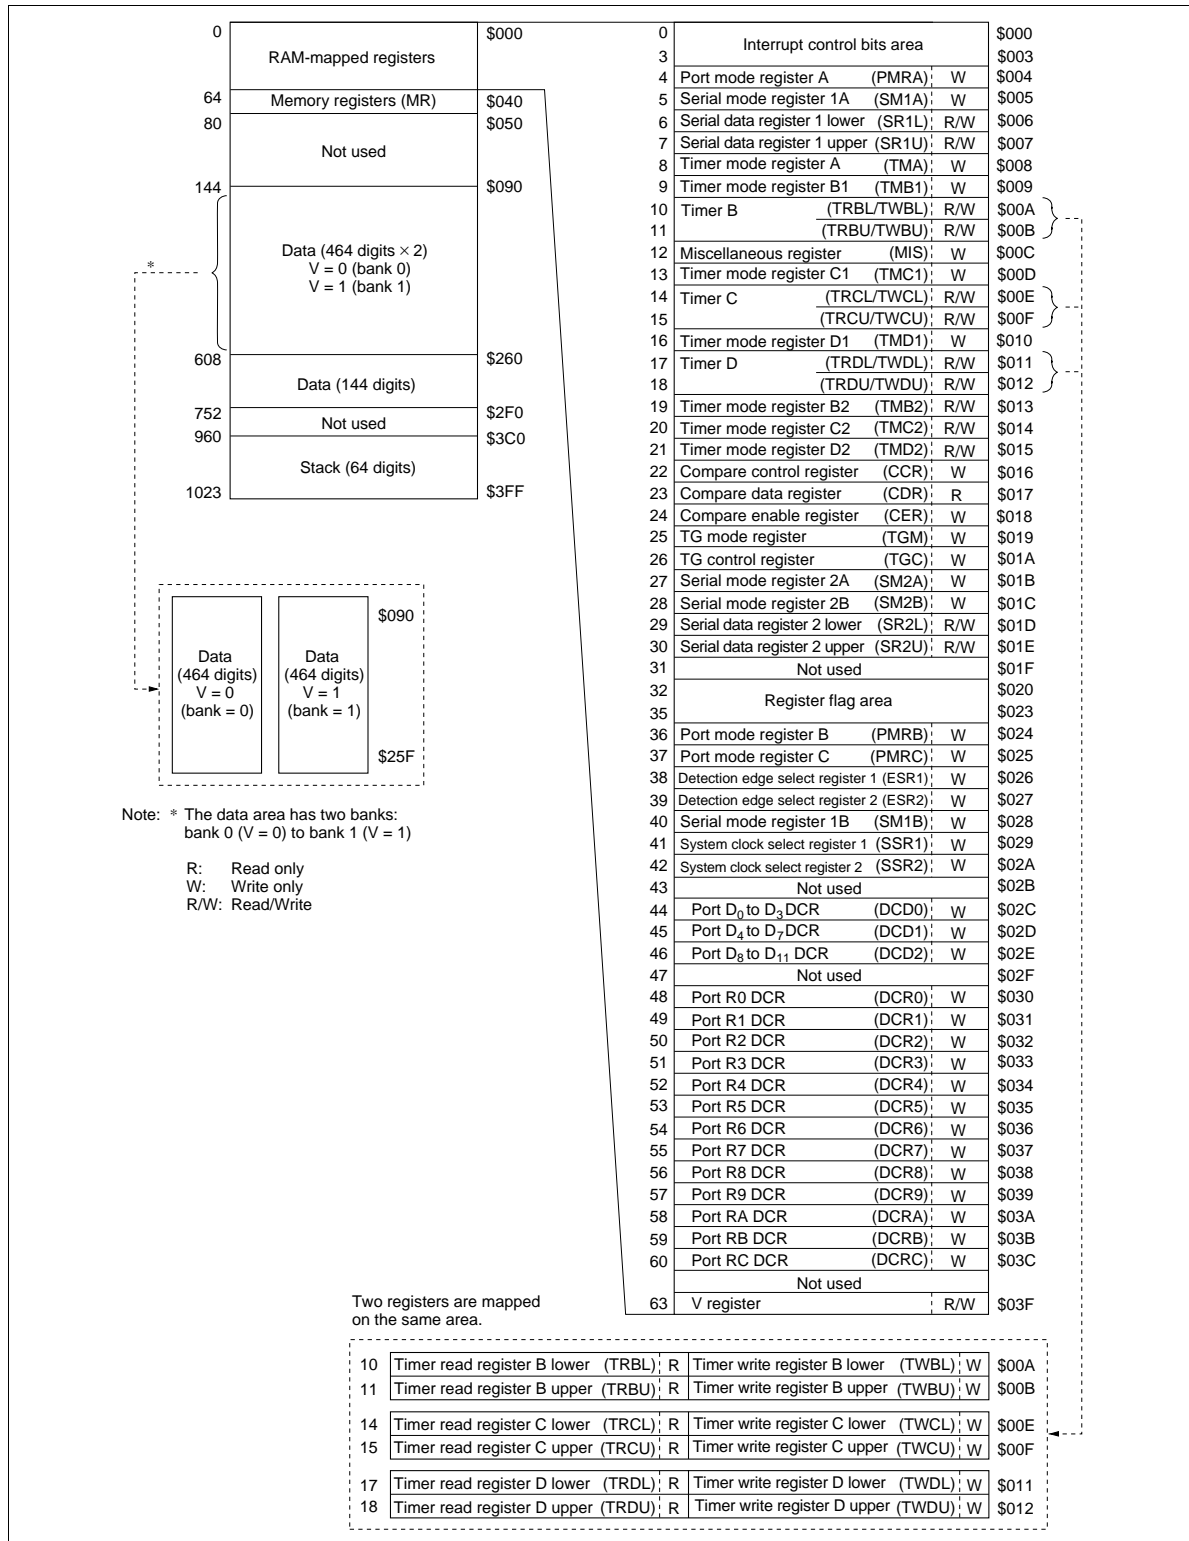 0 $000
RAM-mapped registers
64 Memory registers (MR) $040
80 $050
Not used
144 $090
Data (464 digits × 2)
V = 0 (bank 0)
V = 1 (bank 1)
*
608 $260
Data (144 digits)
752 $2F0
Not used
960 $3C0
Stack (64 digits)
1023 $3FF
$090
Data (464 digits) V = 0 (bank = 0)
Data (464 digits) V = 1 (bank = 1)
$25F
Note: * The data area has two banks:
bank 0 (V = 0) to bank 1 (V = 1)
R: Read only
W: Write only
R/W: Read/Write
0 $000
Interrupt control bits area
3 $003
4 Port mode register A (PMRA) W $004
5 Serial mode register 1A (SM1A) W $005
6 Serial data register 1 lower (SR1L) R/W $006
7 Serial data register 1 upper (SR1U) R/W $007
8 Timer mode register A (TMA) W $008
9 Timer mode register B1 (TMB1) W $009
10 Timer B (TRBL/TWBL) R/W $00A
11 (TRBU/TWBU) R/W $00B
12 Miscellaneous register (MIS) W $00C
13 Timer mode register C1 (TMC1) W $00D
14 Timer C (TRCL/TWCL) R/W $00E
15 (TRCU/TWCU) R/W $00F
16 Timer mode register D1 (TMD1) W $010
17 Timer D (TRDL/TWDL) R/W $011
18 (TRDU/TWDU) R/W $012
19 Timer mode register B2 (TMB2) R/W $013
20 Timer mode register C2 (TMC2) R/W $014
21 Timer mode register D2 (TMD2) R/W $015
22 Compare control register (CCR) W $016
23 Compare data register (CDR) R $017
24 Compare enable register (CER) W $018
25 TG mode register (TGM) W $019
26 TG control register (TGC) W $01A
27 Serial mode register 2A (SM2A) W $01B
28 Serial mode register 2B (SM2B) W $01C
29 Serial data register 2 lower (SR2L) R/W $01D
30 Serial data register 2 upper (SR2U) R/W $01E
31 Not used $01F
32 $020
Register flag area
35 $023
36 Port mode register B (PMRB) W $024
37 Port mode register C (PMRC) W $025
38 Detection edge select register 1 (ESR1) W $026
39 Detection edge select register 2 (ESR2) W $027
40 Serial mode register 1B (SM1B) W $028
41 System clock select register 1 (SSR1) W $029
42 System clock select register 2 (SSR2) W $02A
43 Not used $02B
44 Port D0 to D3 DCR (DCD0) W $02C
45 Port D4 to D7 DCR (DCD1) W $02D
46 Port D8 to D11 DCR (DCD2) W $02E
47 Not used $02F
48 Port R0 DCR (DCR0) W $030
49 Port R1 DCR (DCR1) W $031
50 Port R2 DCR (DCR2) W $032
51 Port R3 DCR (DCR3) W $033
52 Port R4 DCR (DCR4) W $034
53 Port R5 DCR (DCR5) W $035
54 Port R6 DCR (DCR6) W $036
55 Port R7 DCR (DCR7) W $037
56 Port R8 DCR (DCR8) W $038
57 Port R9 DCR (DCR9) W $039
58 Port RA DCR (DCRA) W $03A
59 Port RB DCR (DCRB) W $03B
60 Port RC DCR (DCRC) W $03C
Not used
63 V register R/W $03F
Two registers are mapped
on the same area.
10 Timer read register B lower (TRBL) R Timer write register B lower (TWBL) W $00A
11 Timer read register B upper (TRBU) R Timer write register B upper (TWBU) W $00B
14 Timer read register C lower (TRCL) R Timer write register C lower (TWCL) W $00E
15 Timer read register C upper (TRCU) R Timer write register C upper (TWCU) W $00F
17 Timer read register D lower (TRDL) R Timer write register D lower (TWDL) W $011
18 Timer read register D upper (TRDU) R Timer write register D upper (TWDU) W $012